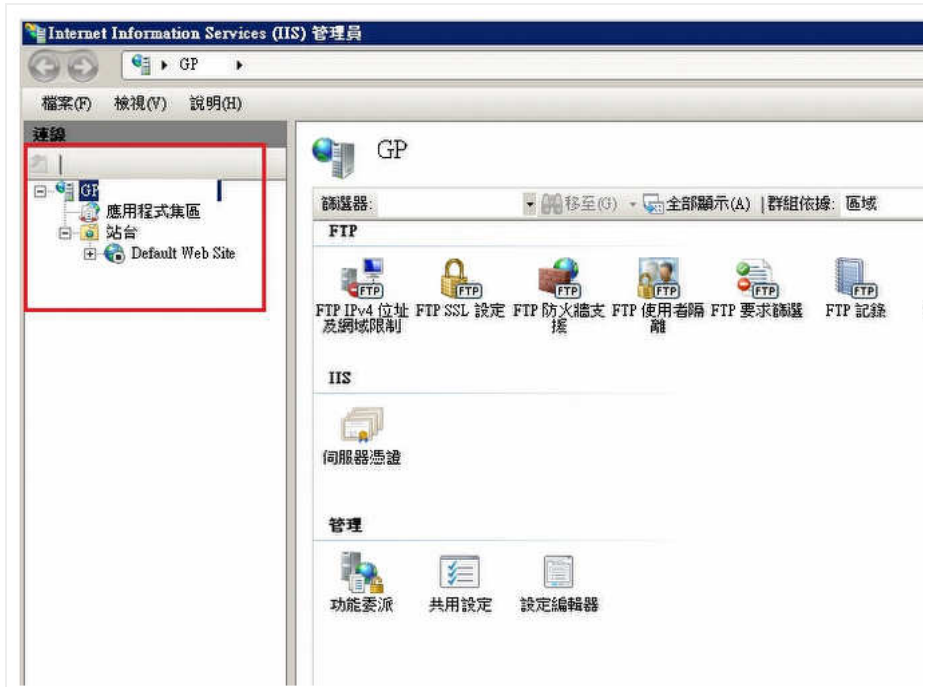 Internet Information Services (IIS) 管理員
GP
檔案(F) 檢視(V) 說明(H)
連線
GP
應用程式集區
站台
Default Web Site
GP
篩選器: 移至(G) 全部顯示(A) 群組依據: 區域
FTP
FTP IPv4 位址及網域限制
FTP SSL 設定
FTP 防火牆支援
FTP 使用者隔離
FTP 要求篩選
FTP 記錄
IIS
伺服器憑證
管理
功能委派 共用設定 設定編輯器